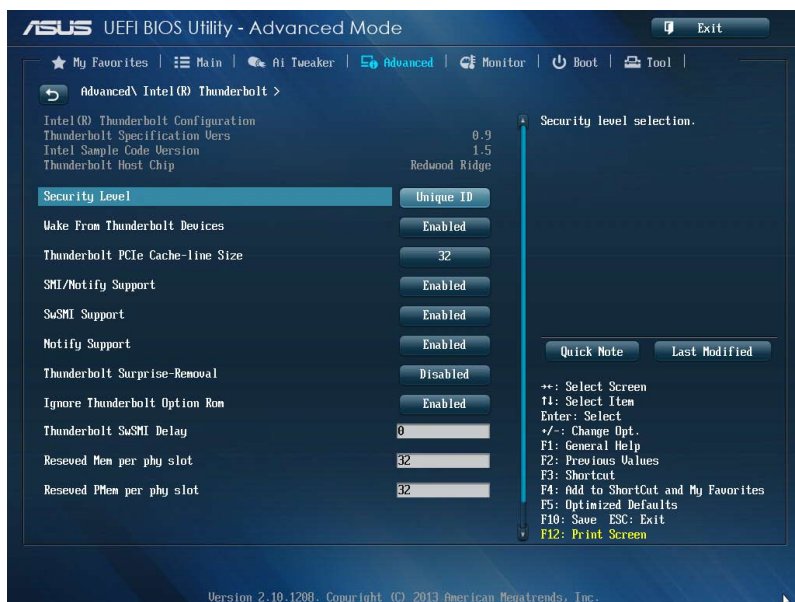 ASUS UEFI BIOS Utility - Advanced Mode
Exit
My Favorites | Main | Ai Tweaker | Advanced | Monitor | Boot | Tool |
Advanced\ Intel(R) Thunderbolt >
Intel(R) Thunderbolt Configuration
Thunderbolt Specification Vers 0.9
Intel Sample Code Version 1.5
Thunderbolt Host Chip Redwood Ridge
Security Level Unique ID
Wake From Thunderbolt Devices Enabled
Thunderbolt PCIe Cache-line Size 32
SMI/Notify Support Enabled
SwSMI Support Enabled
Notify Support Enabled
Thunderbolt Surprise-Removal Disabled
Ignore Thunderbolt Option Rom Enabled
Thunderbolt SwSMI Delay 0
Reseved Mem per phy slot 32
Reseved PMem per phy slot 32
Security level selection.
Quick Note Last Modified
→←: Select Screen
↑↓: Select Item
Enter: Select
+/-: Change Opt.
F1: General Help
F2: Previous Values
F3: Shortcut
F4: Add to ShortCut and My Favorites
F5: Optimized Defaults
F10: Save ESC: Exit
F12: Print Screen
Version 2.10.1208. Copyright (C) 2013 American Megatrends, Inc.